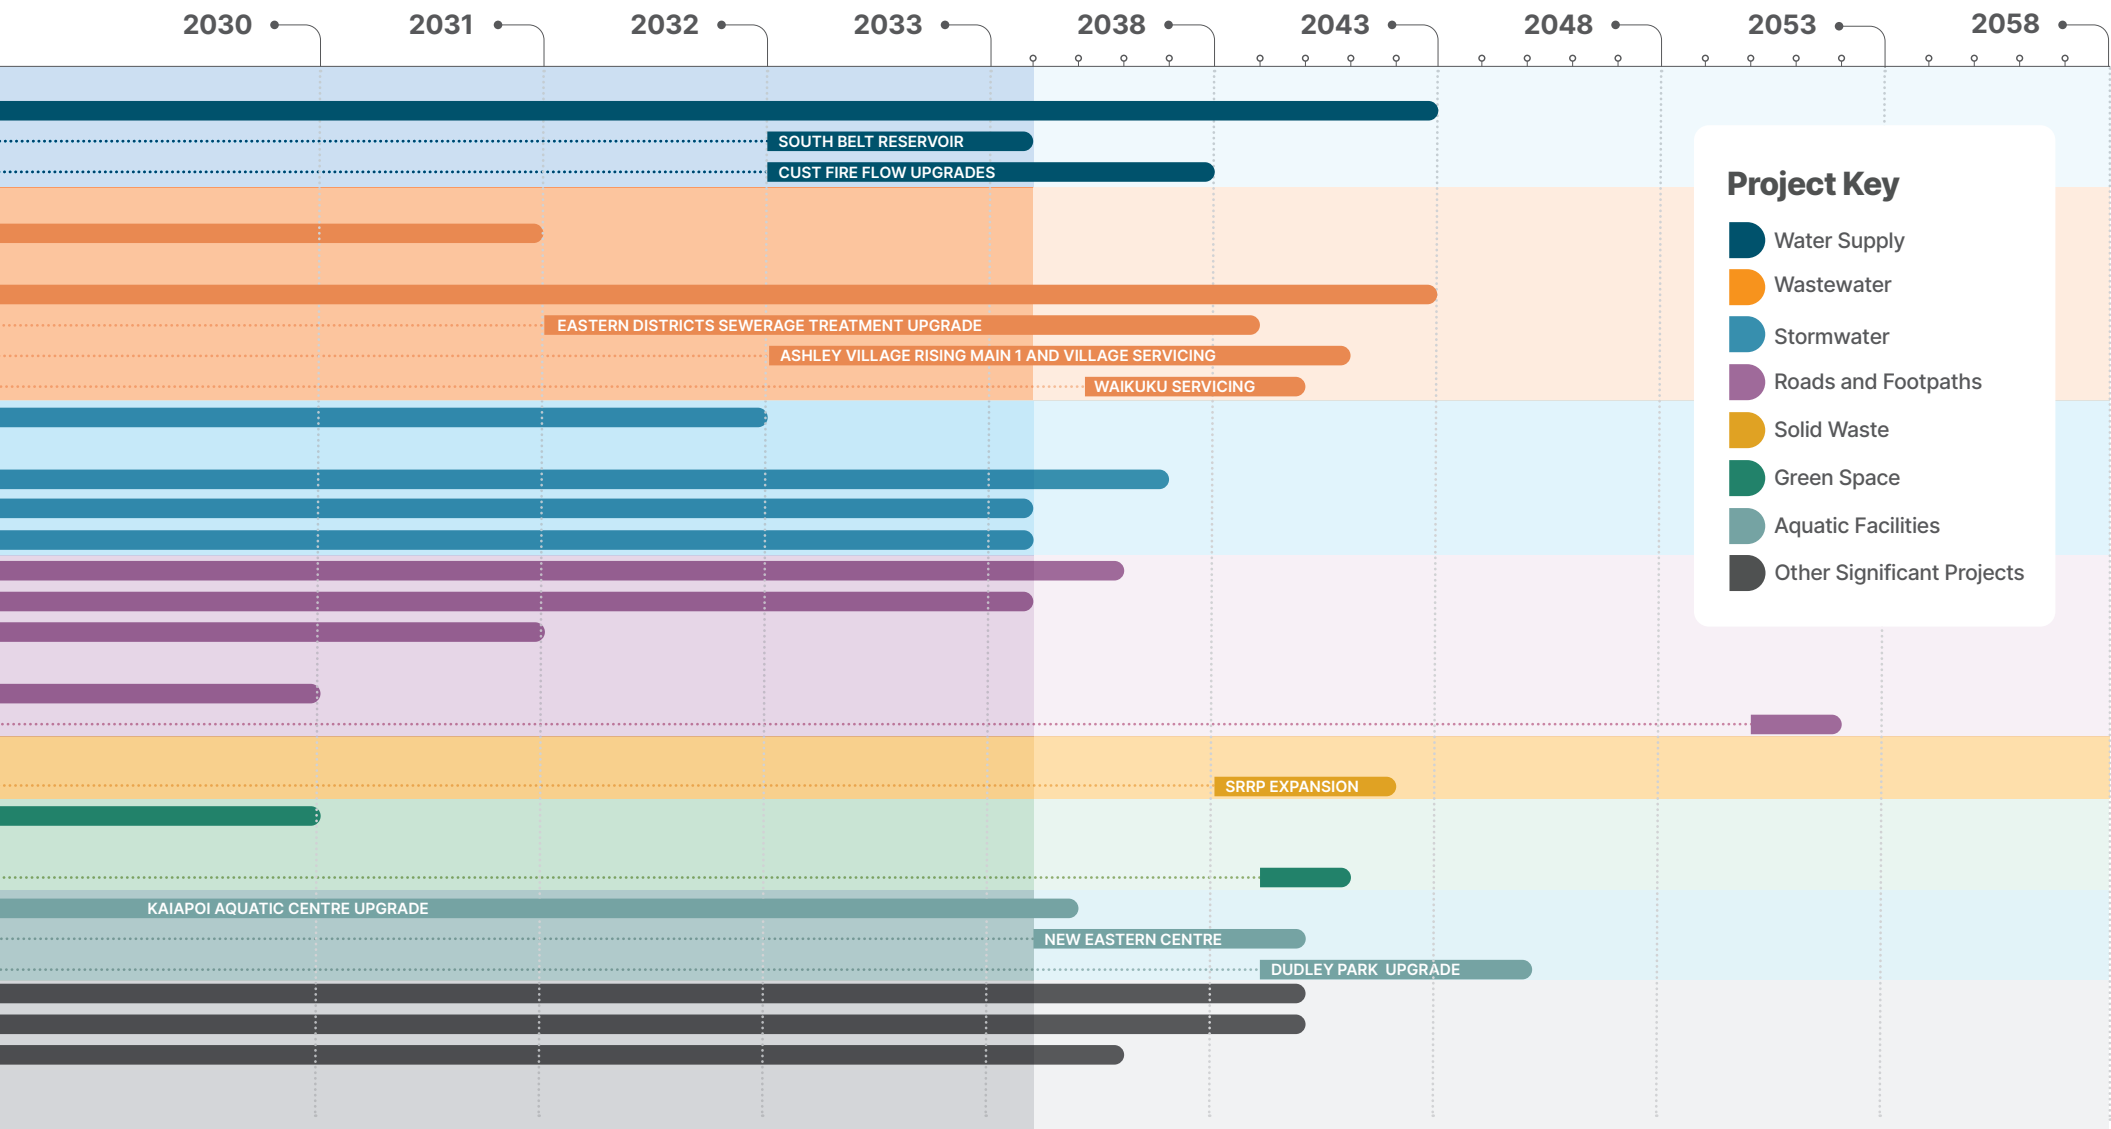 2030
2031
2032
2033
2038
2043
2048
2053
2058
SOUTH BELT RESERVOIR
CUST FIRE FLOW UPGRADES
EASTERN DISTRICTS SEWERAGE TREATMENT UPGRADE
ASHLEY VILLAGE RISING MAIN 1 AND VILLAGE SERVICING
WAIKUKU SERVICING
SRRP EXPANSION
KAIAPOI AQUATIC CENTRE UPGRADE
NEW EASTERN CENTRE
DUDLEY PARK UPGRADE
Project Key
Water Supply
Wastewater
Stormwater
Roads and Footpaths
Solid Waste
Green Space
Aquatic Facilities
Other Significant Projects